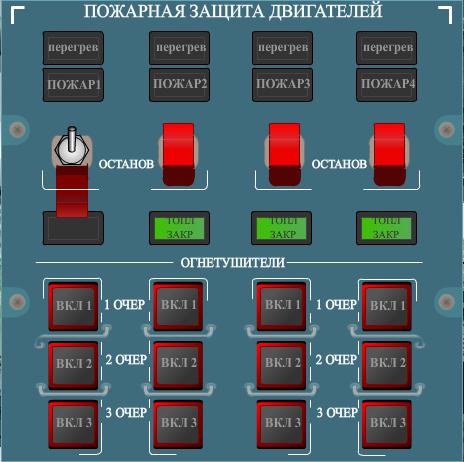 ПОЖАРНАЯ ЗАЩИТА ДВИГАТЕЛЕЙ
перегрев перегрев перегрев перегрев
ПОЖАР1 ПОЖАР2 ПОЖАР3 ПОЖАР4
ОСТАНОВ ОСТАНОВ
ТОПЛ ТОПЛ ТОПЛ
ЗАКР ЗАКР ЗАКР
ОГНЕТУШИТЕЛИ
ВКЛ 1 1 ОЧЕР ВКЛ 1 ВКЛ 1 1 ОЧЕР ВКЛ 1
ВКЛ 2 2 ОЧЕР ВКЛ 2 ВКЛ 2 2 ОЧЕР ВКЛ 2
ВКЛ 3 3 ОЧЕР ВКЛ 3 ВКЛ 3 3 ОЧЕР ВКЛ 3